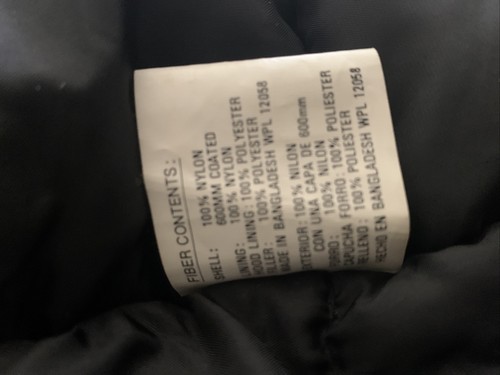 FIBER CONTENTS:
SHELL: 100% NYLON
600MM COATED
LINING: 100% NYLON
HOOD LINING: 100% POLYESTER
FILLER: 100% POLYESTER
MADE IN BANGLADESH WPL 12058
EXTERIOR: 100% NILON
CON UNA CAPA DE 600mm
FORRO: 100% NILON
CAPUCHA FORRO: 100% POLIESTER
RELLENO: 100% POLIESTER
HECHO EN BANGLADESH WPL 12058